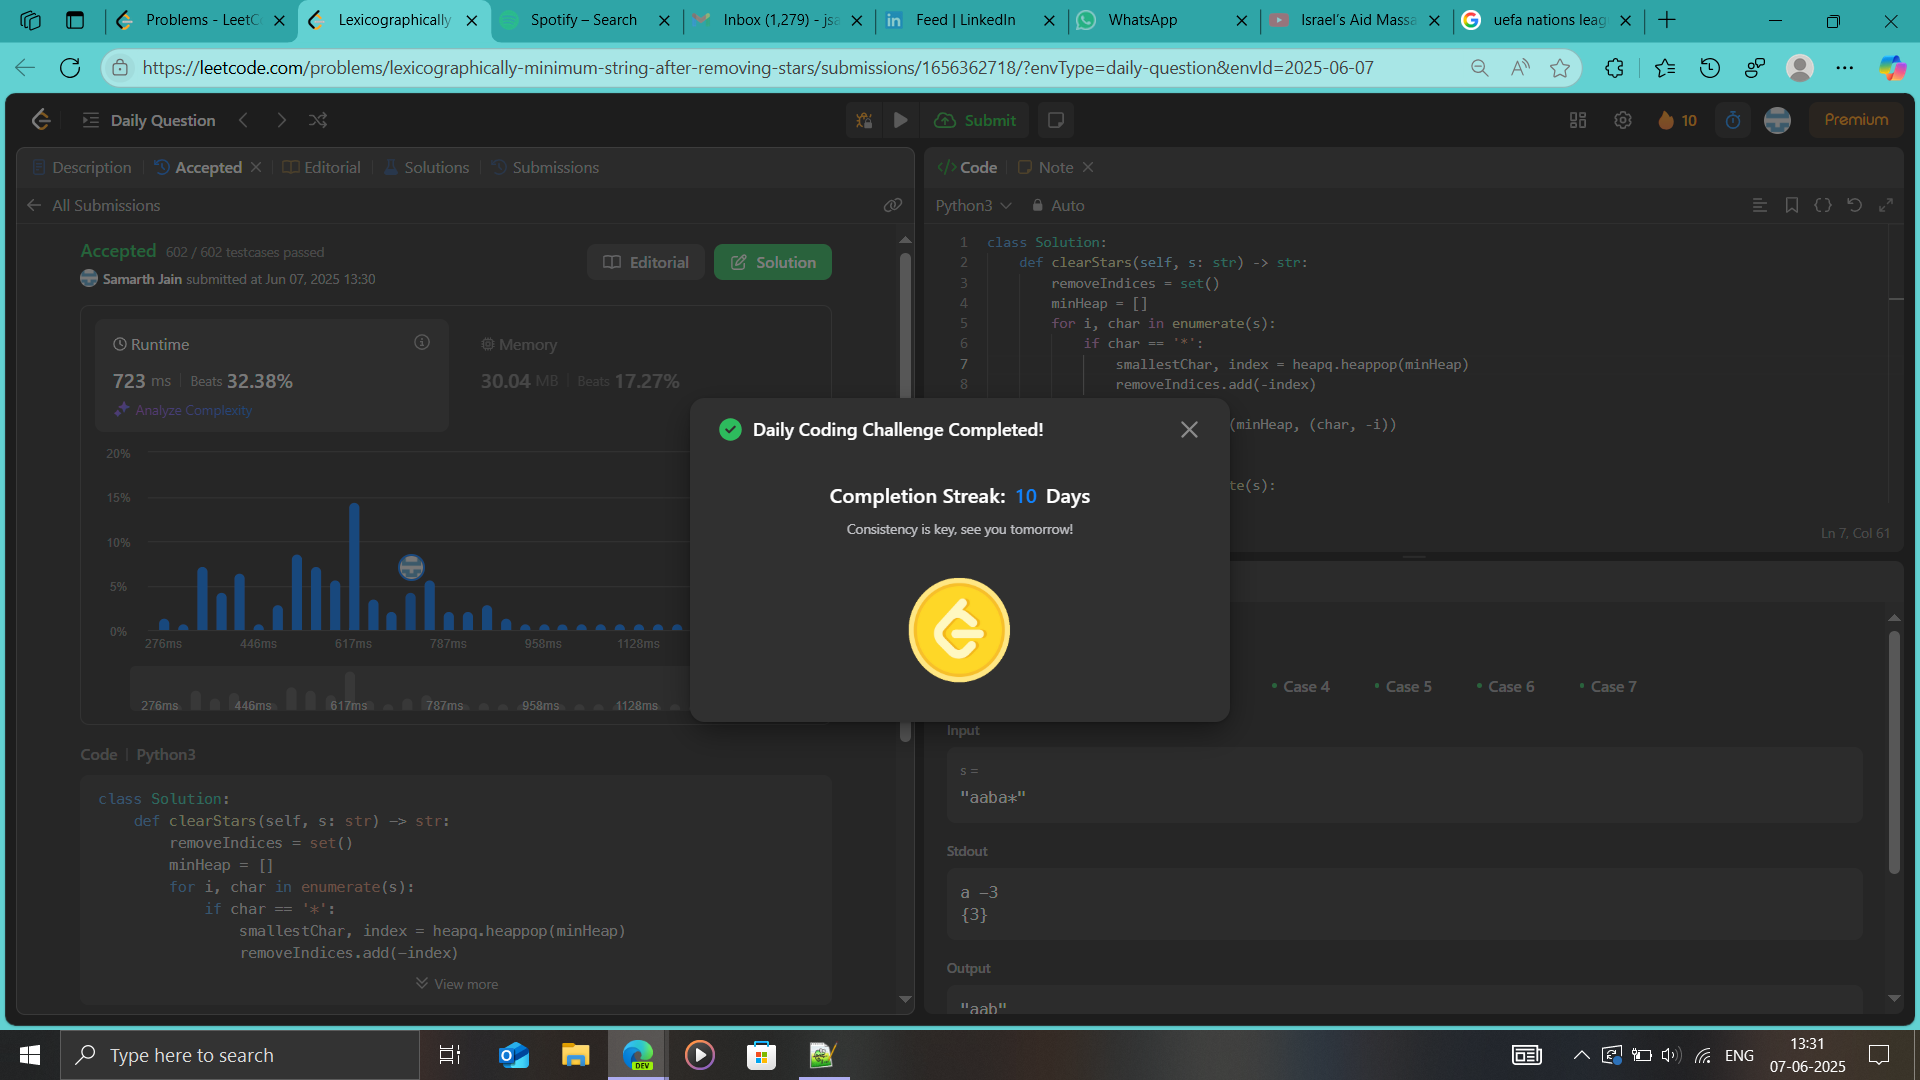 Problems - LeetC
Lexicographically
Spotify – Search
Inbox (1,279) - jsa
Feed | LinkedIn
WhatsApp
Israel's Aid Massa
uefa nations leag
https://leetcode.com/problems/lexicographically-minimum-string-after-removing-stars/submissions/1656362718/?envType=daily-question&envId=2025-06-07
Daily Question
Submit
10
Premium
Description
Accepted
Editorial
Solutions
Submissions
All Submissions
Accepted 602 / 602 testcases passed
Samarth Jain submitted at Jun 07, 2025 13:30
Editorial
Solution
Runtime
723 ms | Beats 32.38%
Analyze Complexity
Memory
30.04 MB | Beats 17.27%
20%
15%
10%
5%
0%
276ms 446ms 617ms 787ms 958ms 1128ms
276ms 446ms 617ms 787ms 958ms 1128ms
Code | Python3
class Solution:
def clearStars(self, s: str) -> str:
removeIndices = set()
minHeap = []
for i, char in enumerate(s):
if char == '*':
smallestChar, index = heapq.heappop(minHeap)
removeIndices.add(-index)
View more
Code
Note
Python3
Auto
1 class Solution:
2 def clearStars(self, s: str) -> str:
3 removeIndices = set()
4 minHeap = []
5 for i, char in enumerate(s):
6 if char == '*':
7 smallestChar, index = heapq.heappop(minHeap)
8 removeIndices.add(-index)
(minHeap, (char, -i))
te(s):
Ln 7, Col 61
Daily Coding Challenge Completed!
Completion Streak: 10 Days
Consistency is key, see you tomorrow!
Case 4 Case 5 Case 6 Case 7
Input
s =
"aaba*"
Stdout
a -3
{3}
Output
"aab"
Type here to search
DEV
ENG
13:31
07-06-2025